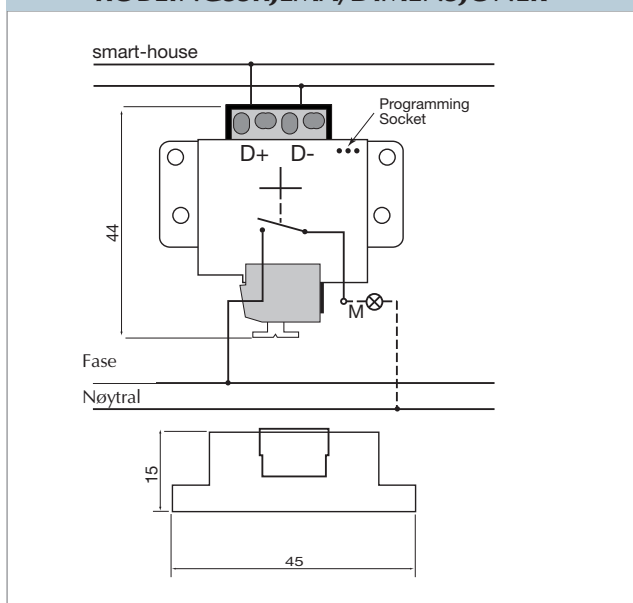 smart-house
Programming
Socket
D+ D-
44
M
Fase
Nøytral
15
45